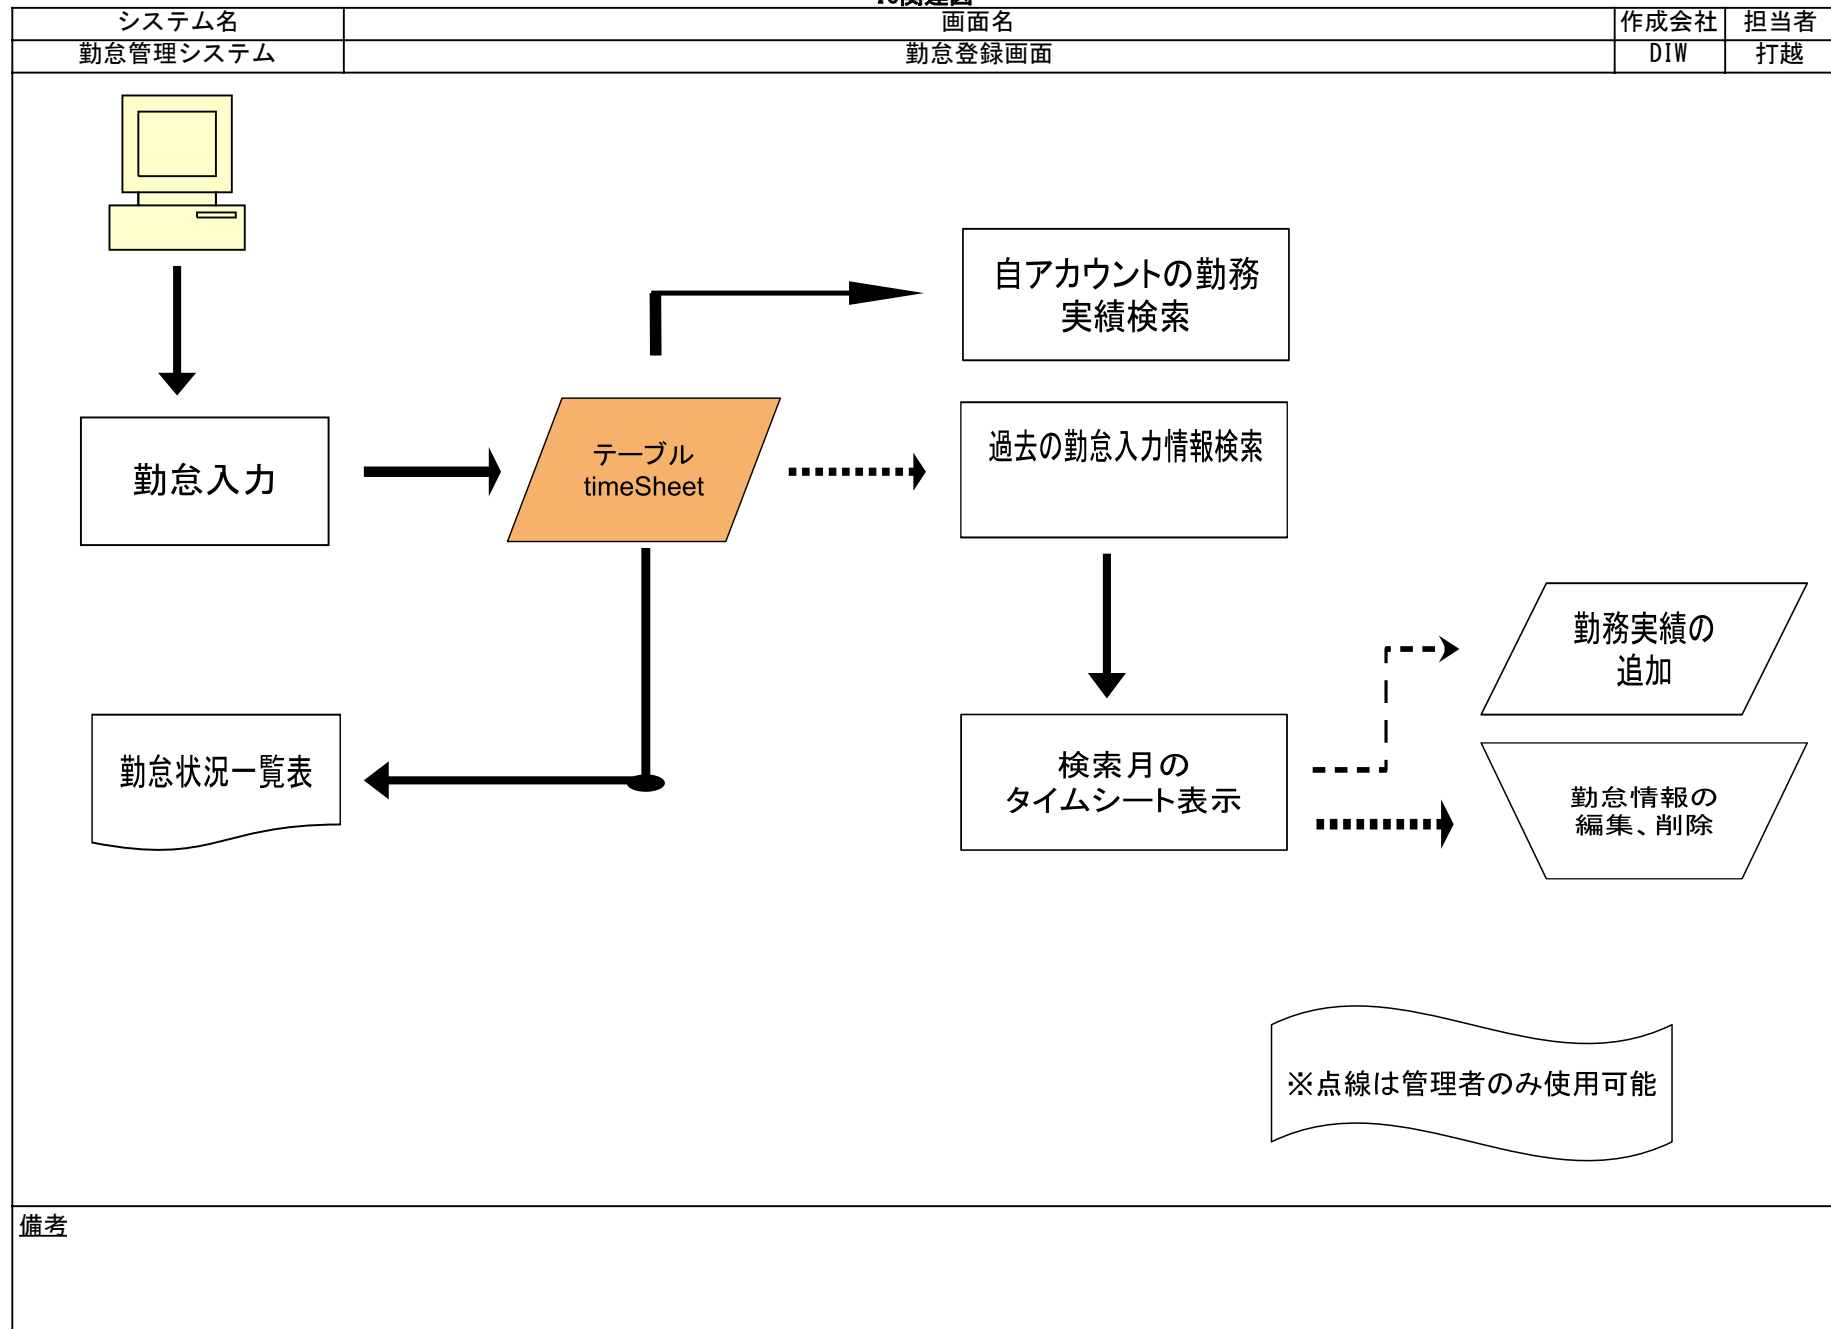 システム名 画面名 作成会社 担当者
勤怠管理システム 勤怠登録画面 DIW 打越
自アカウントの勤務
実績検索
過去の勤怠入力情報検索
テーブル
timeSheet
勤怠入力
勤務実績の
追加
勤怠状況一覧表
検索月の
タイムシート表示
勤怠情報の
編集、削除
※点線は管理者のみ使用可能
備考